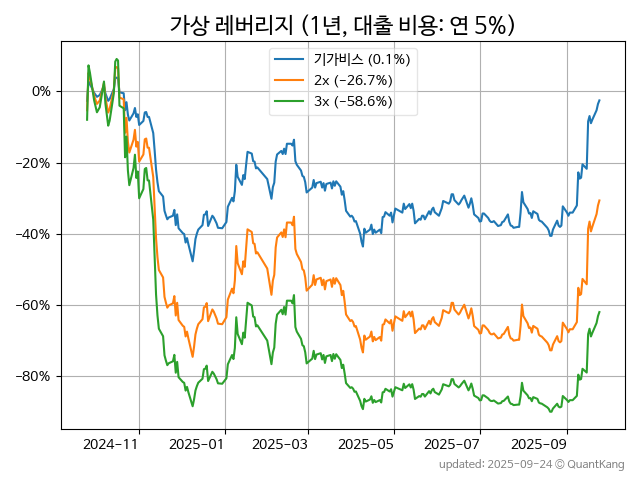 가상 레버리지 (1년, 대출 비용: 연 5%)
기가비스 (0.1%)
2x (−26.7%)
3x (−58.6%)
0%
−20%
−40%
−60%
−80%
2024-11
2025-01
2025-03
2025-05
2025-07
2025-09
updated: 2025-09-24 © QuantKang